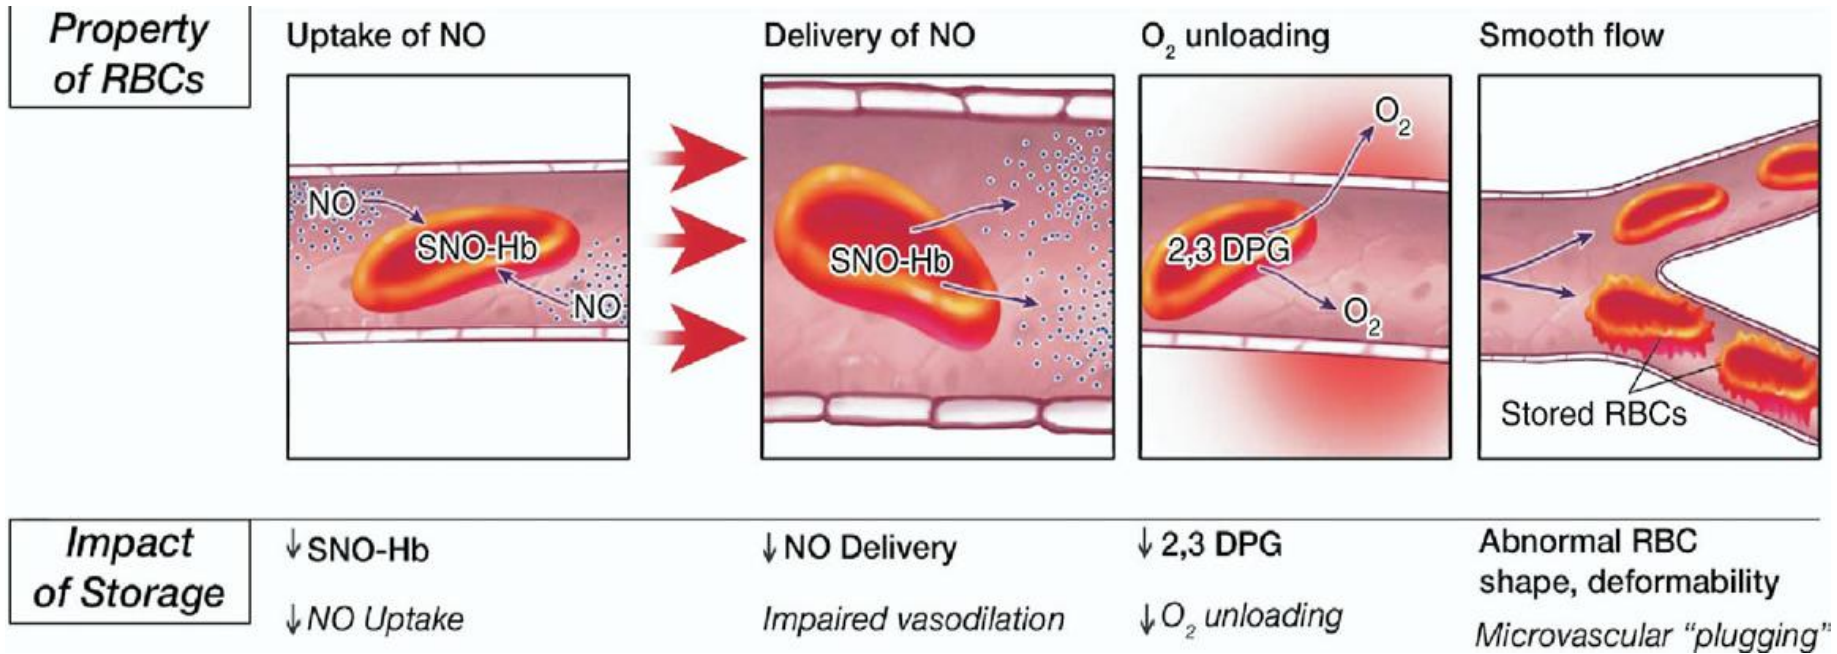 Property
of RBCs
Uptake of NO
Delivery of NO
O₂ unloading
Smooth flow
NO
SNO-Hb
NO
SNO-Hb
O₂
2,3 DPG
O₂
Stored RBCs
Impact
of Storage
↓ SNO-Hb
↓ NO Uptake
↓ NO Delivery
Impaired vasodilation
↓ 2,3 DPG
↓ O₂ unloading
Abnormal RBC
shape, deformability
Microvascular “plugging”